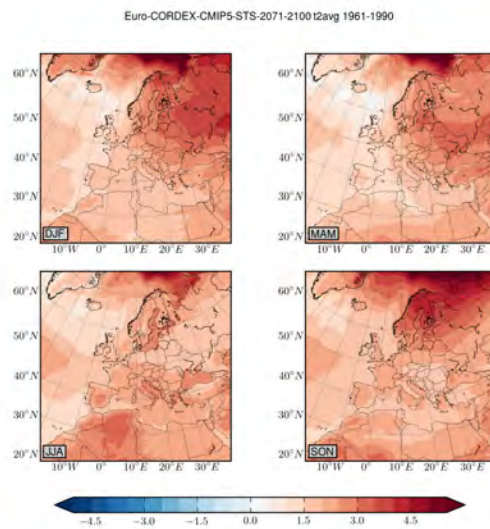 Euro-CORDEX-CMIP5-STS-2071-2100 t2avg 1961-1990
60°N
50°N
40°N
30°N
20°N
DJF
10°W 0° 10°E 20°E 30°E
60°N
50°N
40°N
30°N
20°N
MAM
10°W 0° 10°E 20°E 30°E
60°N
50°N
40°N
30°N
20°N
JJA
10°W 0° 10°E 20°E 30°E
60°N
50°N
40°N
30°N
20°N
SON
10°W 0° 10°E 20°E 30°E
−4.5 −3.0 −1.5 0.0 1.5 3.0 4.5